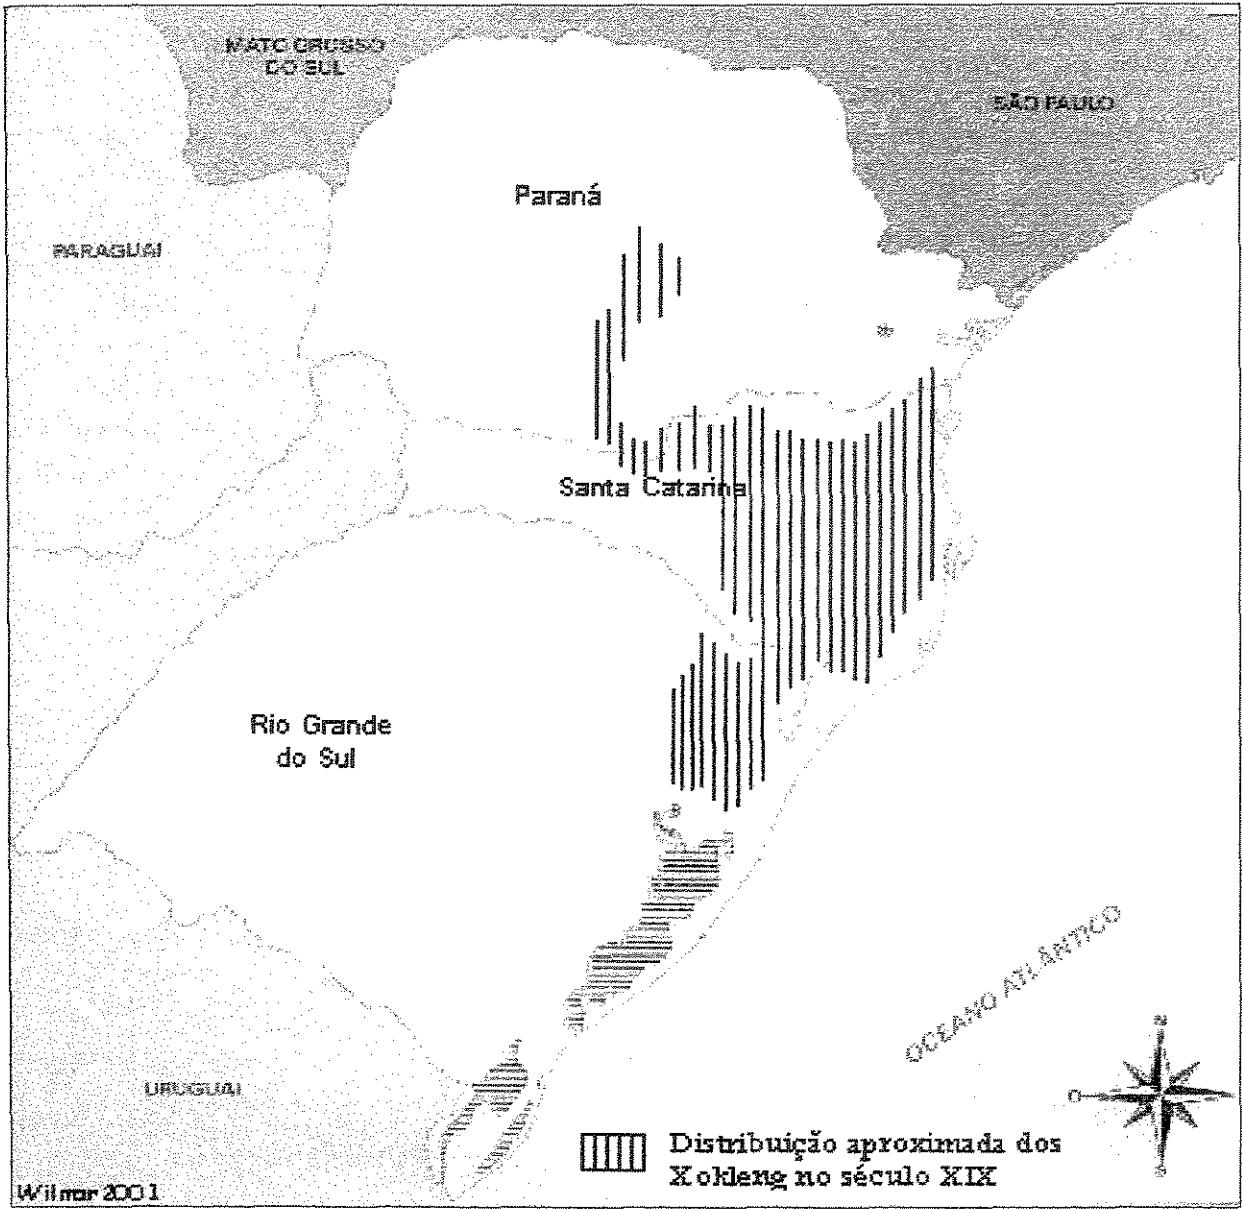 MATO GROSSO
DO SUL
SÃO PAULO
Paraná
PARAGUAI
Santa Catarina
Rio Grande
do Sul
OCEANO ATLÂNTICO
N
O
S
URUGUAI
Distribuição aproximada dos
Xokleng no século XIX
Wilmar 2001